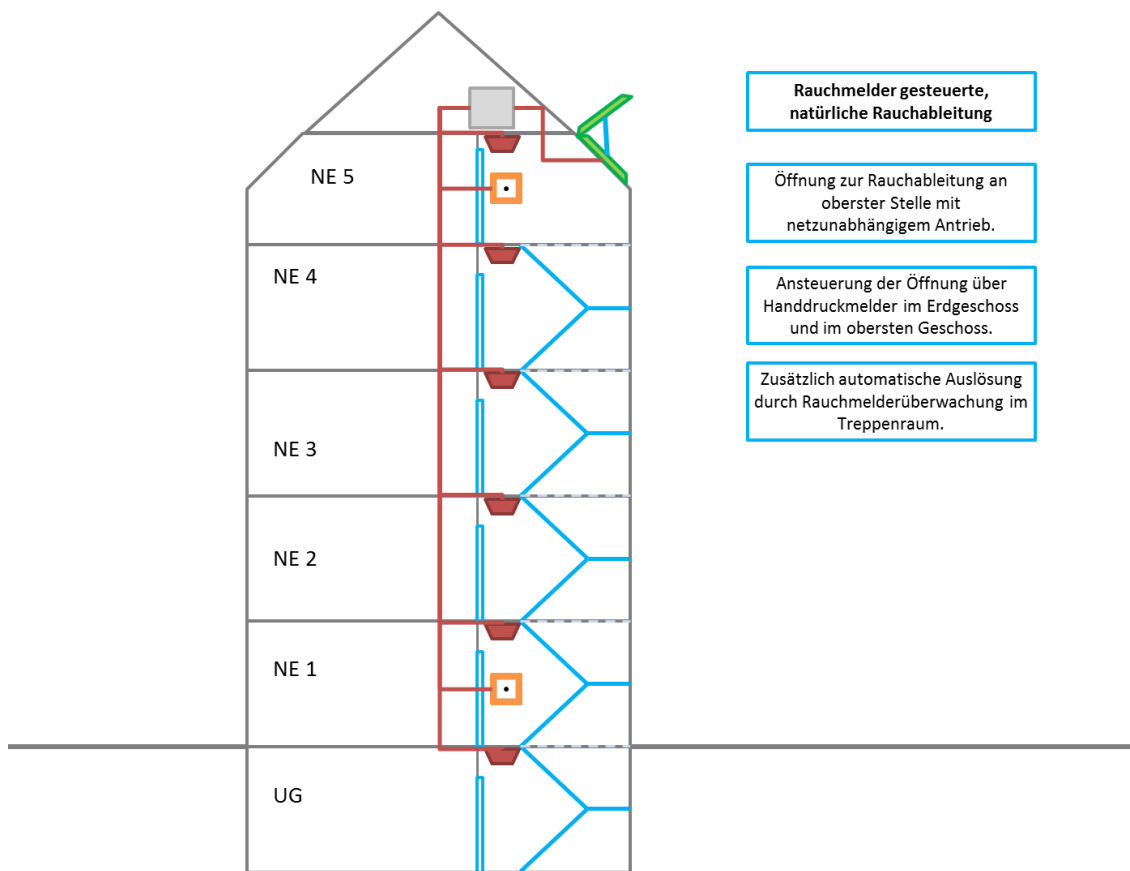 Rauchmelder gesteuerte,
natürliche Rauchableitung
NE 5
Öffnung zur Rauchableitung an
oberster Stelle mit
netzunabhängigem Antrieb.
NE 4
Ansteuerung der Öffnung über
Handdruckmelder im Erdgeschoss
und im obersten Geschoss.
Zusätzlich automatische Auslösung
durch Rauchmelderüberwachung im
Treppenraum.
NE 3
NE 2
NE 1
UG